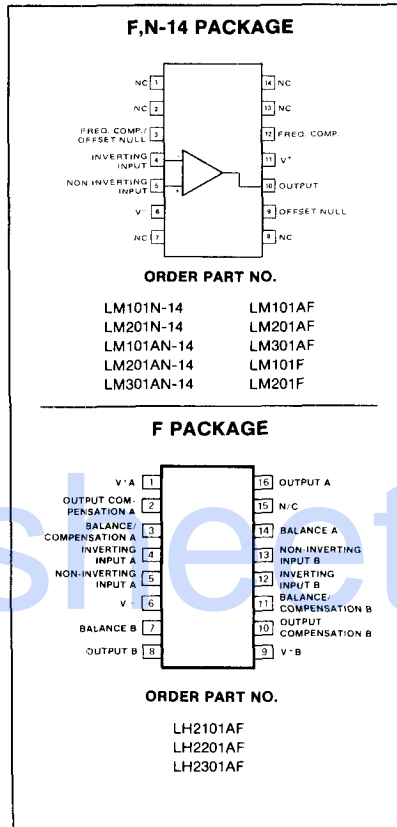 F,N-14 PACKAGE
NC 1
14 NC
NC 2
13 NC
FREQ. COMP./
OFFSET NULL 3
12 FREQ. COMP.
INVERTING
INPUT 4
11 V+
NON INVERTING
INPUT 5
10 OUTPUT
V− 6
9 OFFSET NULL
NC 7
8 NC
- +
ORDER PART NO.
LM101N-14 LM101AF
LM201N-14 LM201AF
LM101AN-14 LM301AF
LM201AN-14 LM101F
LM301AN-14 LM201F
F PACKAGE
V+A 1
16 OUTPUT A
OUTPUT COM-
PENSATION A 2
15 N/C
BALANCE/
COMPENSATION A 3
14 BALANCE A
INVERTING
INPUT A 4
13 NON-INVERTING
INPUT B
NON-INVERTING
INPUT A 5
12 INVERTING
INPUT B
V− 6
11 BALANCE/
COMPENSATION B
BALANCE B 7
10 OUTPUT
COMPENSATION B
OUTPUT B 8
9 V+B
ORDER PART NO.
LH2101AF
LH2201AF
LH2301AF
sheet